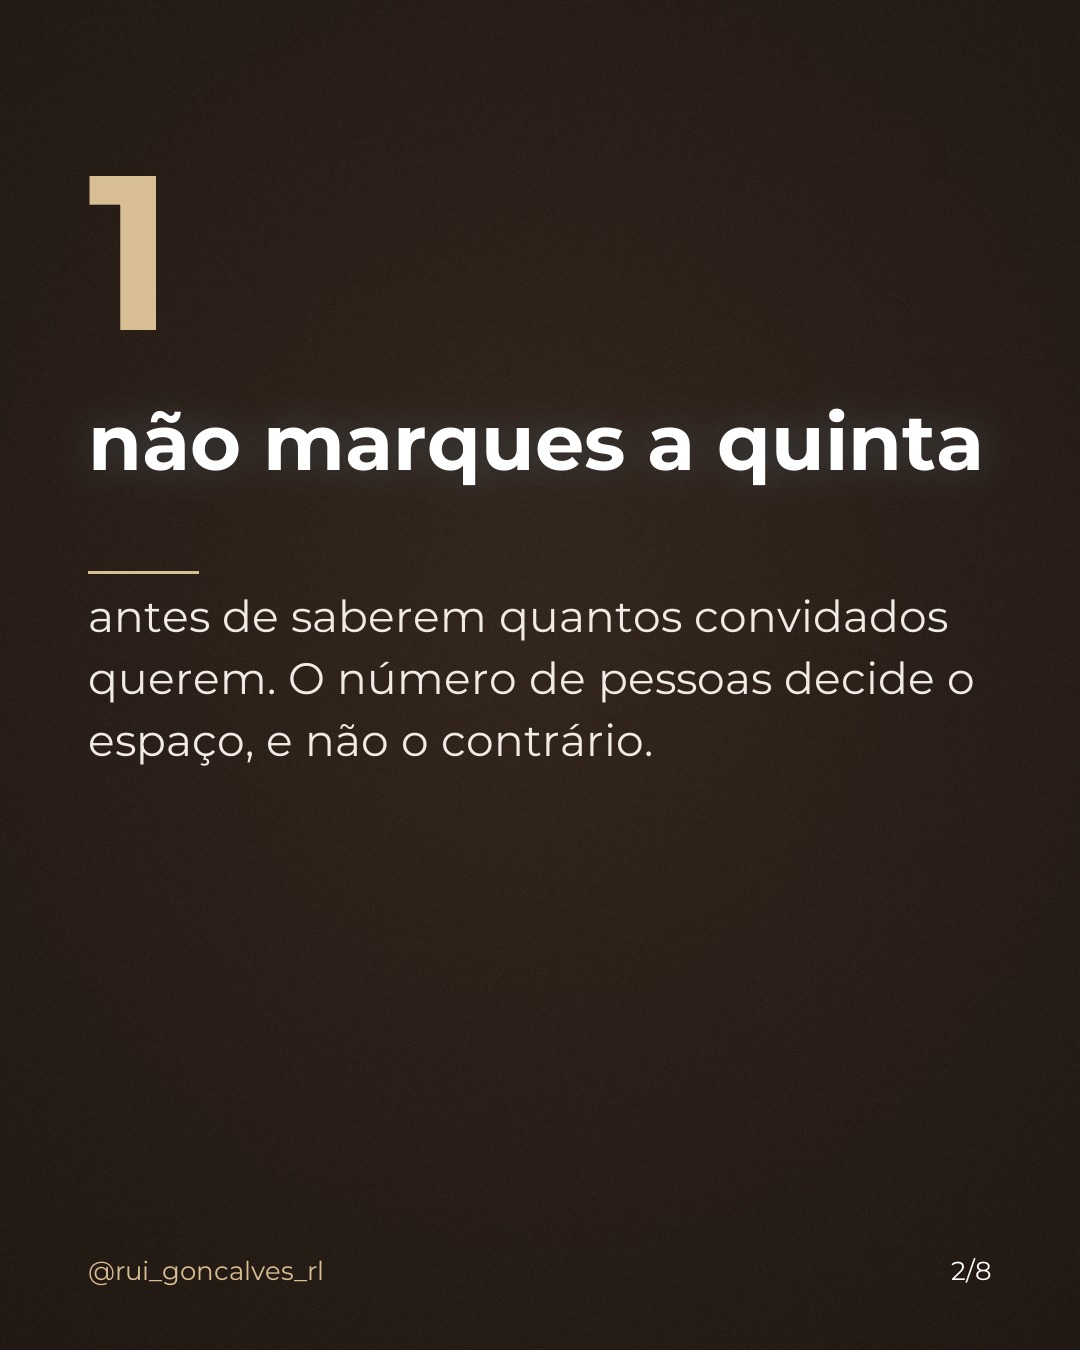 1
não marques a quinta
antes de saberem quantos convidados
querem. O número de pessoas decide o
espaço, e não o contrário.
@rui_goncalves_rl
2/8